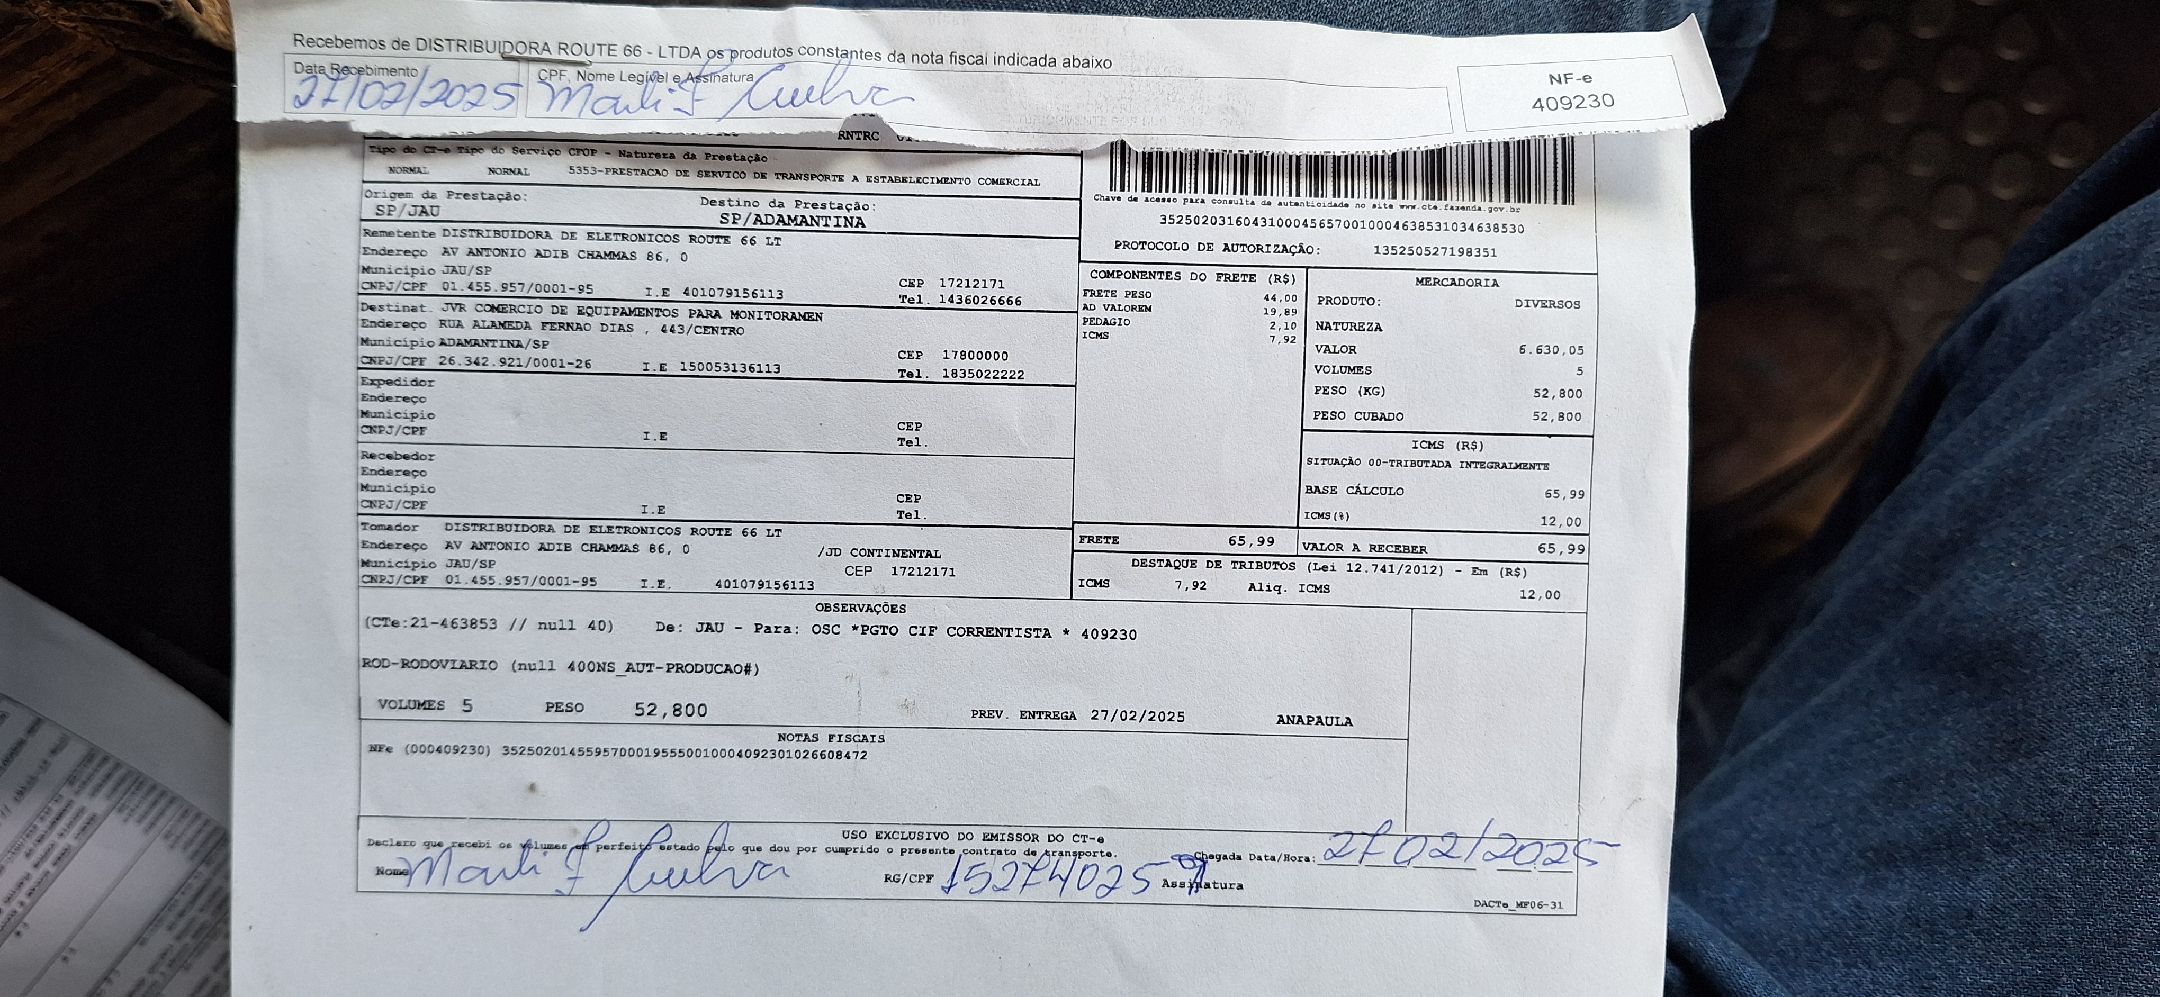 Recebemos de DISTRIBUIDORA ROUTE 66 - LTDA os produtos constantes da nota fiscal indicada abaixo
Data Recebimento CPF, Nome Legível e Assinatura
27/02/2025 Marli F
NF-e
409230
RNTRC
Tipo do CT-e Tipo do Serviço CFOP - Natureza da Prestação
NORMAL NORMAL 5353-PRESTACAO DE SERVICO DE TRANSPORTE A ESTABELECIMENTO COMERCIAL
Origem da Prestação: Destino da Prestação:
SP/JAU SP/ADAMANTINA
Chave de acesso para consulta de autenticidade no site www.cte.fazenda.gov.br
35250203160431000456570010004638531034638530
PROTOCOLO DE AUTORIZAÇÃO: 135250527198351
Remetente DISTRIBUIDORA DE ELETRONICOS ROUTE 66 LT
Endereço AV ANTONIO ADIB CHAMMAS 86, 0
Município JAU/SP CEP 17212171
CNPJ/CPF 01.455.957/0001-95 I.E 401079156113 Tel. 1436026666
Destinat. JVR COMERCIO DE EQUIPAMENTOS PARA MONITORAMEN
Endereço RUA ALAMEDA FERNAO DIAS , 443/CENTRO
Município ADAMANTINA/SP CEP 17800000
CNPJ/CPF 26.342.921/0001-26 I.E 150053136113 Tel. 1835022222
Expedidor
Endereço
Município CEP
CNPJ/CPF I.E Tel.
Recebedor
Endereço
Município CEP
CNPJ/CPF I.E Tel.
Tomador DISTRIBUIDORA DE ELETRONICOS ROUTE 66 LT
Endereço AV ANTONIO ADIB CHAMMAS 86, 0 /JD CONTINENTAL
Município JAU/SP CEP 17212171
CNPJ/CPF 01.455.957/0001-95 I.E. 401079156113
COMPONENTES DO FRETE (R$)
FRETE PESO 44,00
AD VALOREM 19,89
PEDAGIO 2,10
ICMS 7,92
MERCADORIA
PRODUTO: DIVERSOS
NATUREZA
VALOR 6.630,05
VOLUMES 5
PESO (KG) 52,800
PESO CUBADO 52,800
ICMS (R$)
SITUAÇÃO 00-TRIBUTADA INTEGRALMENTE
BASE CÁLCULO 65,99
ICMS(%) 12,00
FRETE 65,99 VALOR A RECEBER 65,99
DESTAQUE DE TRIBUTOS (Lei 12.741/2012) - Em (R$)
ICMS 7,92 Aliq. ICMS 12,00
OBSERVAÇÕES
(CTe:21-463853 // null 40) De: JAU - Para: OSC *PGTO CIF CORRENTISTA * 409230
ROD-RODOVIARIO (null 400NS_AUT-PRODUCAO#)
VOLUMES 5 PESO 52,800 PREV. ENTREGA 27/02/2025 ANAPAULA
NOTAS FISCAIS
NFe (000409230) 35250201455957000195550010004092301026608472
USO EXCLUSIVO DO EMISSOR DO CT-e
Declaro que recebi os volumes em perfeito estado pelo que dou por cumprido o presente contrato de transporte. Chegada Data/Hora: 27/02/2025
Nome Marli F RG/CPF 152740259 Assinatura
DACTe_MF06-31